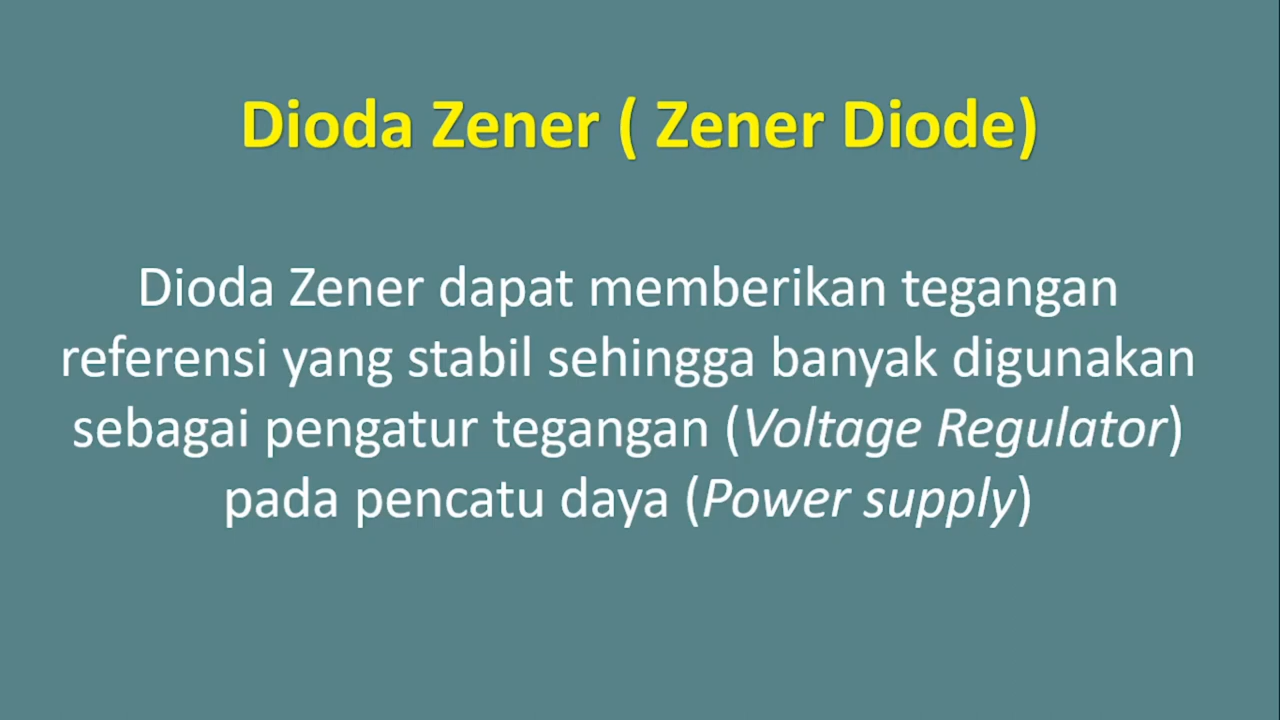 Dioda Zener ( Zener Diode)
Dioda Zener dapat memberikan tegangan
referensi yang stabil sehingga banyak digunakan
sebagai pengatur tegangan (Voltage Regulator)
pada pencatu daya (Power supply)